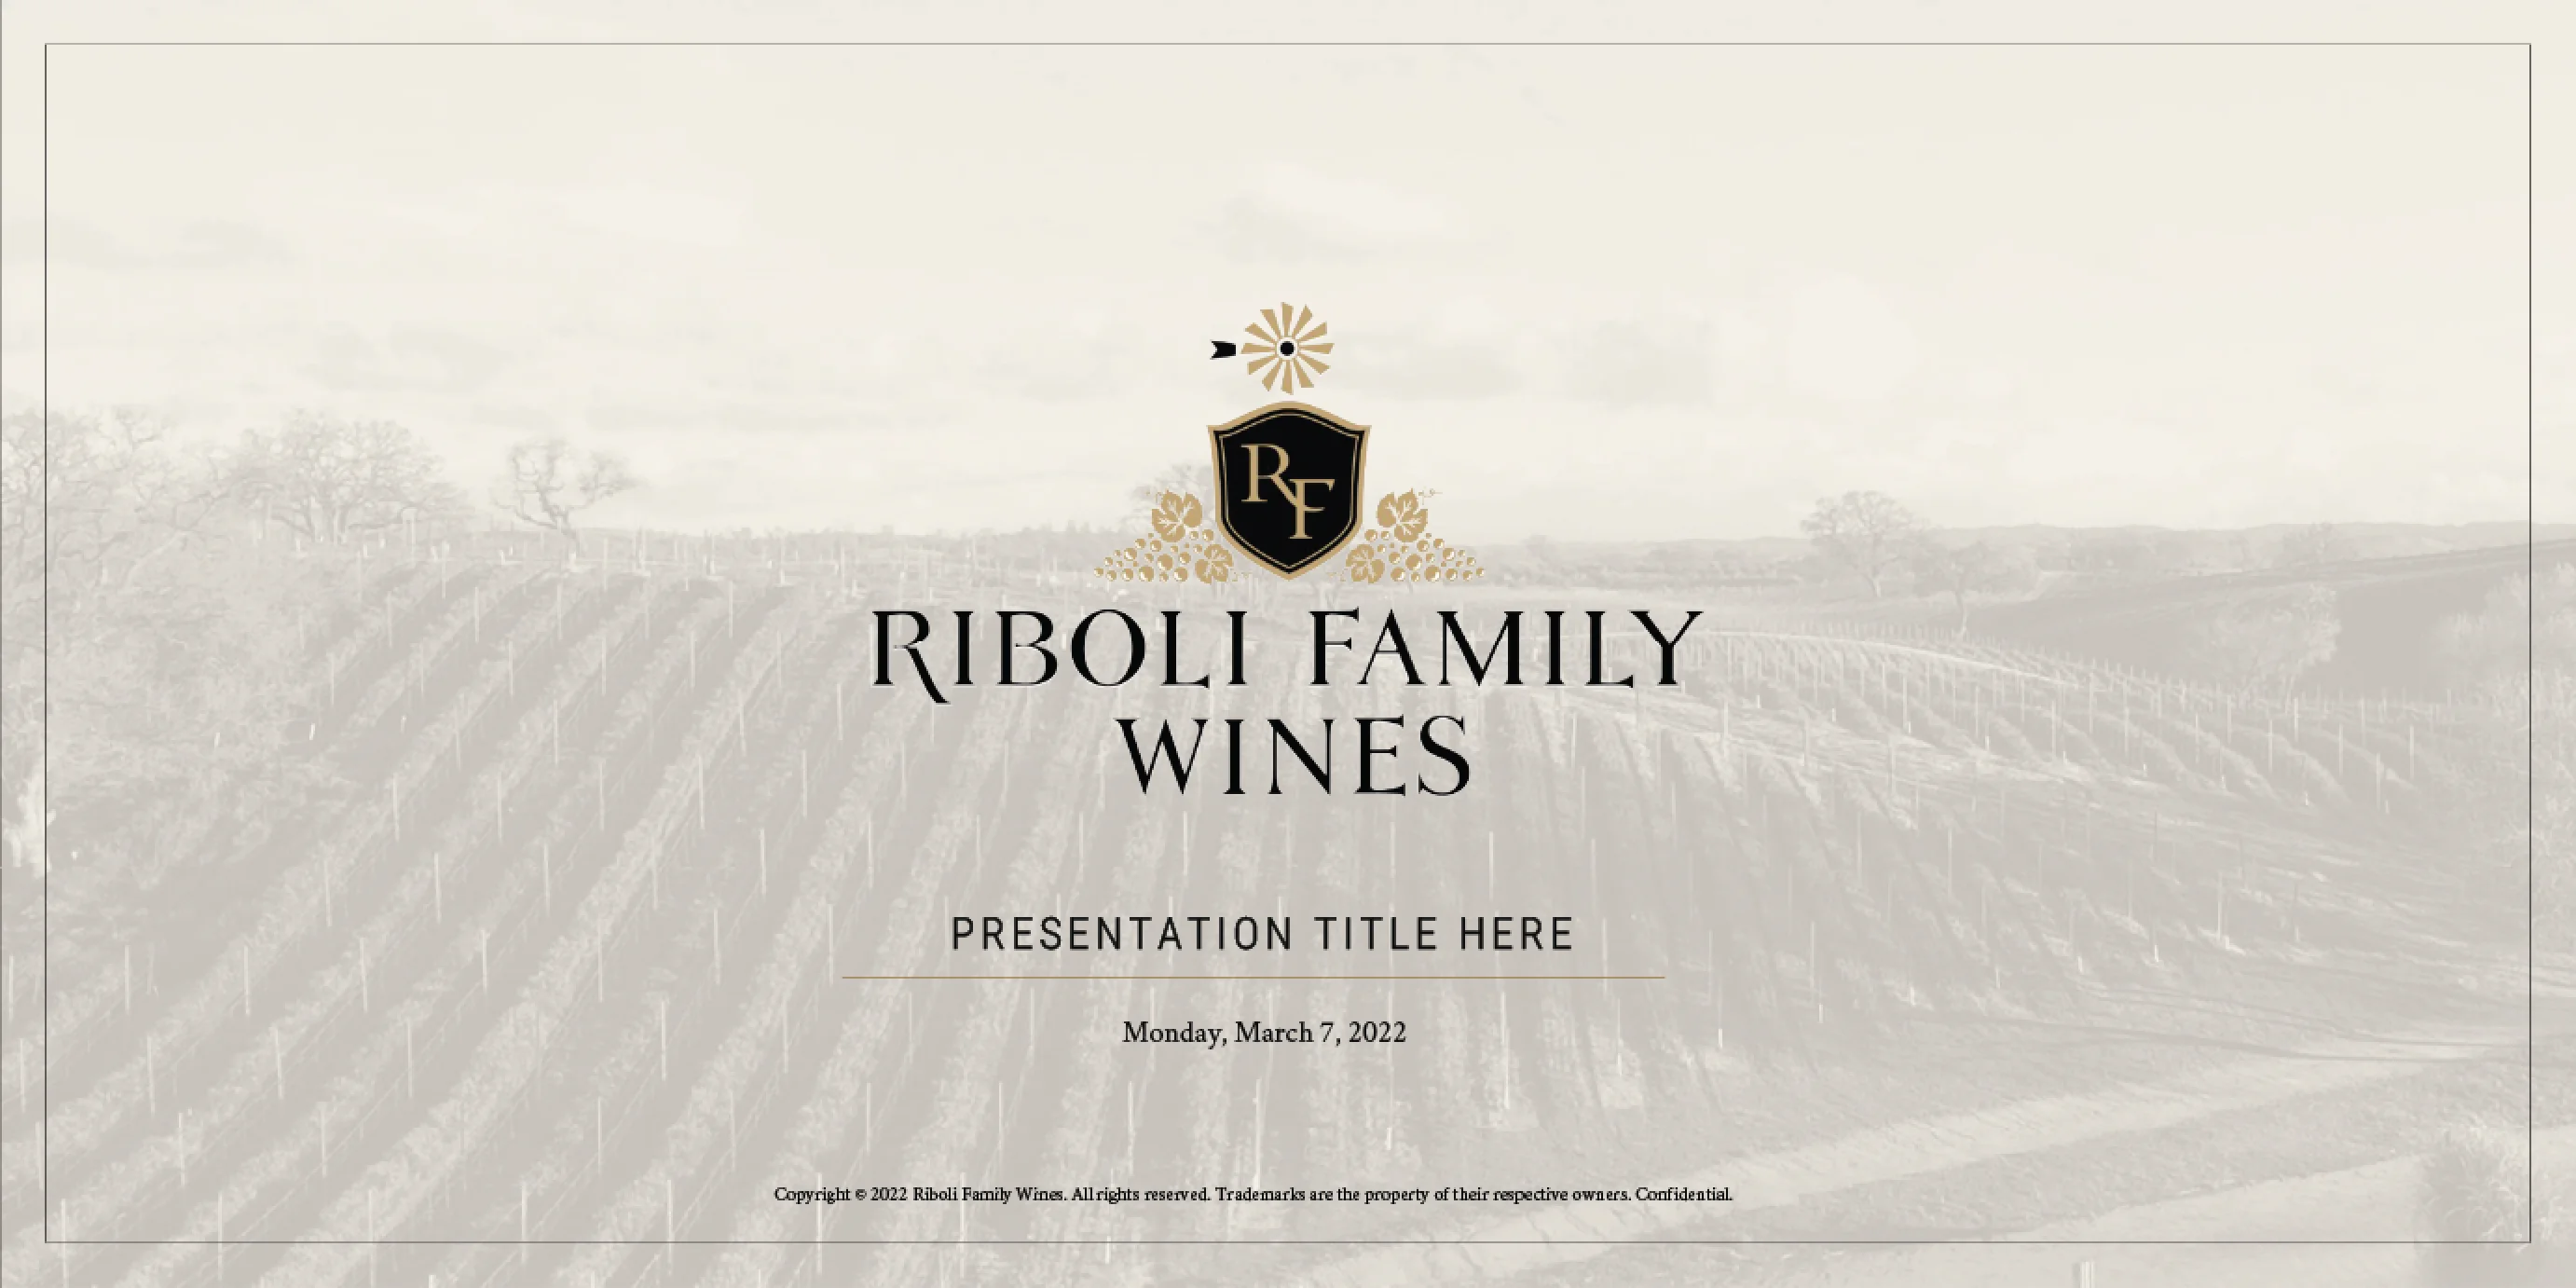 RF
RIBOLI FAMILY
WINES
PRESENTATION TITLE HERE
Monday, March 7, 2022
Copyright © 2022 Riboli Family Wines. All rights reserved. Trademarks are the property of their respective owners. Confidential.